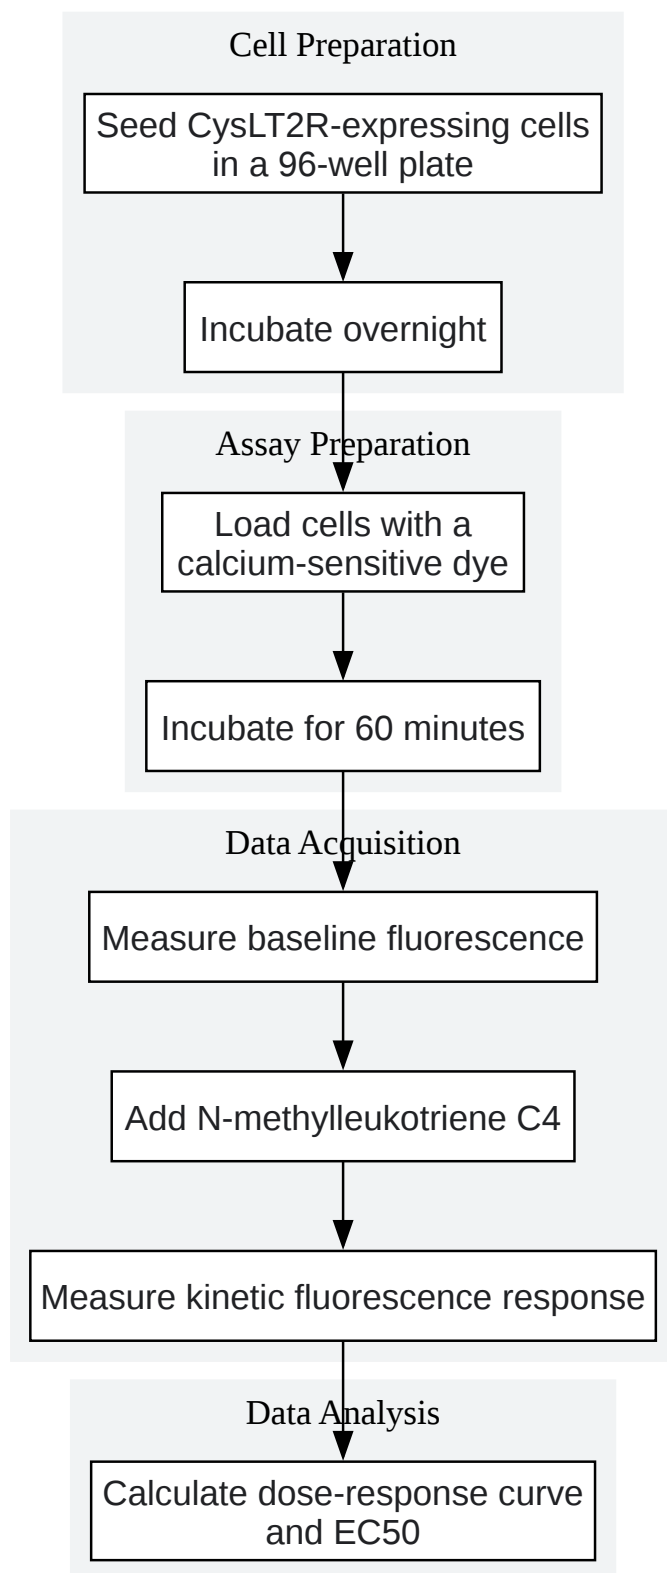 Cell Preparation
Seed CysLT2R-expressing cells
in a 96-well plate
Incubate overnight
Assay Preparation
Load cells with a
calcium-sensitive dye
Incubate for 60 minutes
Data Acquisition
Measure baseline fluorescence
Add N-methylleukotriene C4
Measure kinetic fluorescence response
Data Analysis
Calculate dose-response curve
and EC50